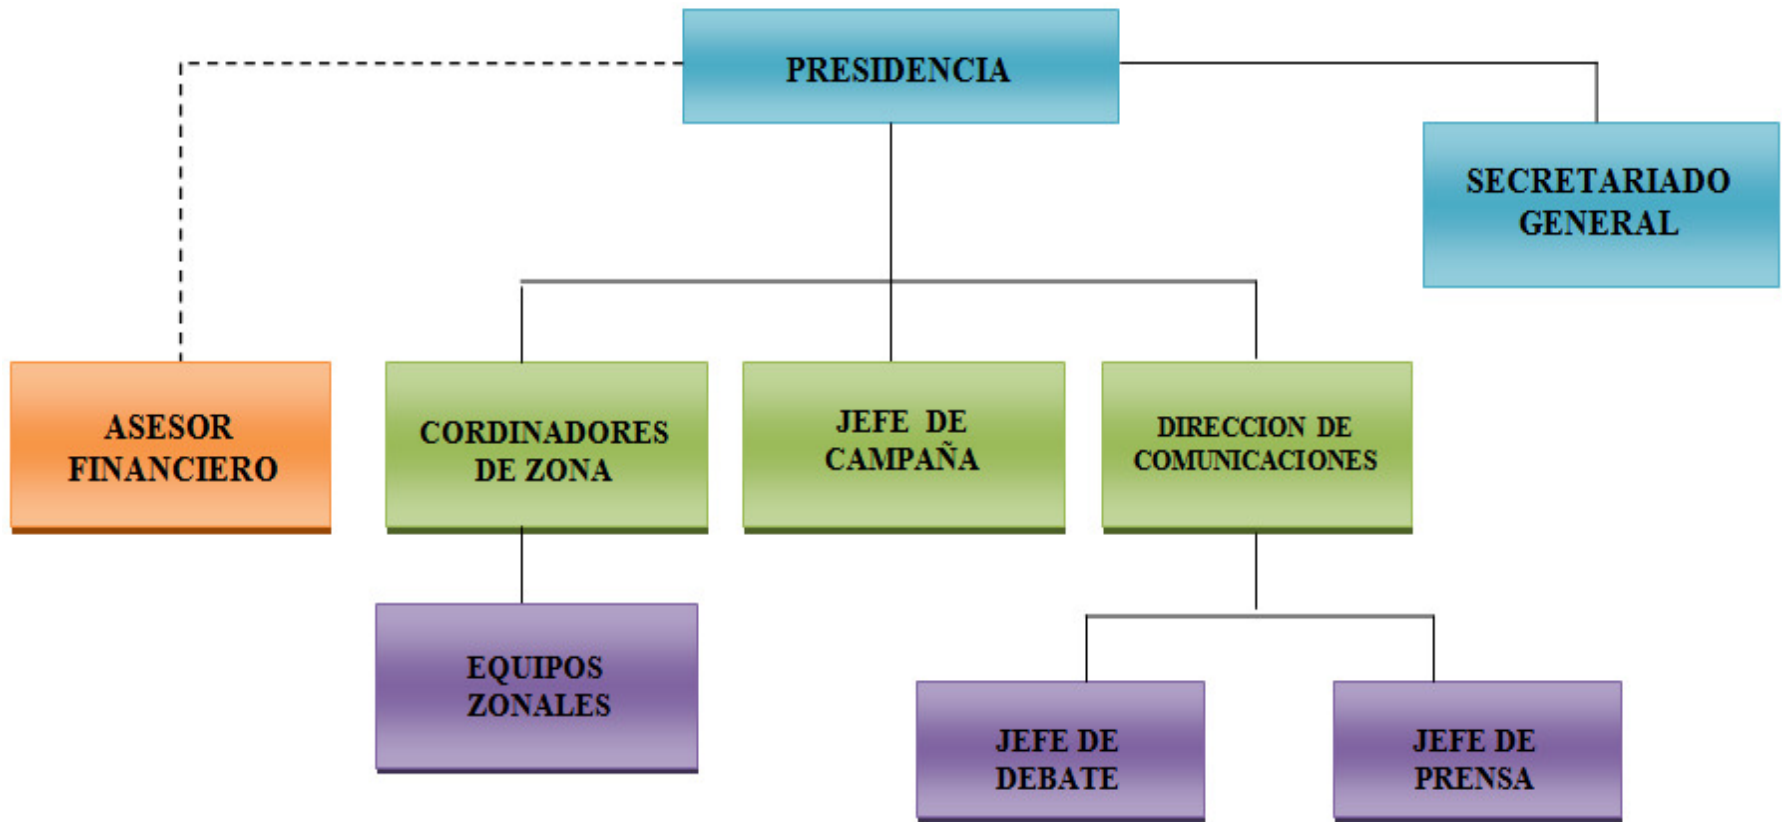 PRESIDENCIA
SECRETARIADO
GENERAL
ASESOR
FINANCIERO
CORDINADORES
DE ZONA
JEFE DE
CAMPAÑA
DIRECCION DE
COMUNICACIONES
EQUIPOS
ZONALES
JEFE DE
DEBATE
JEFE DE
PRENSA